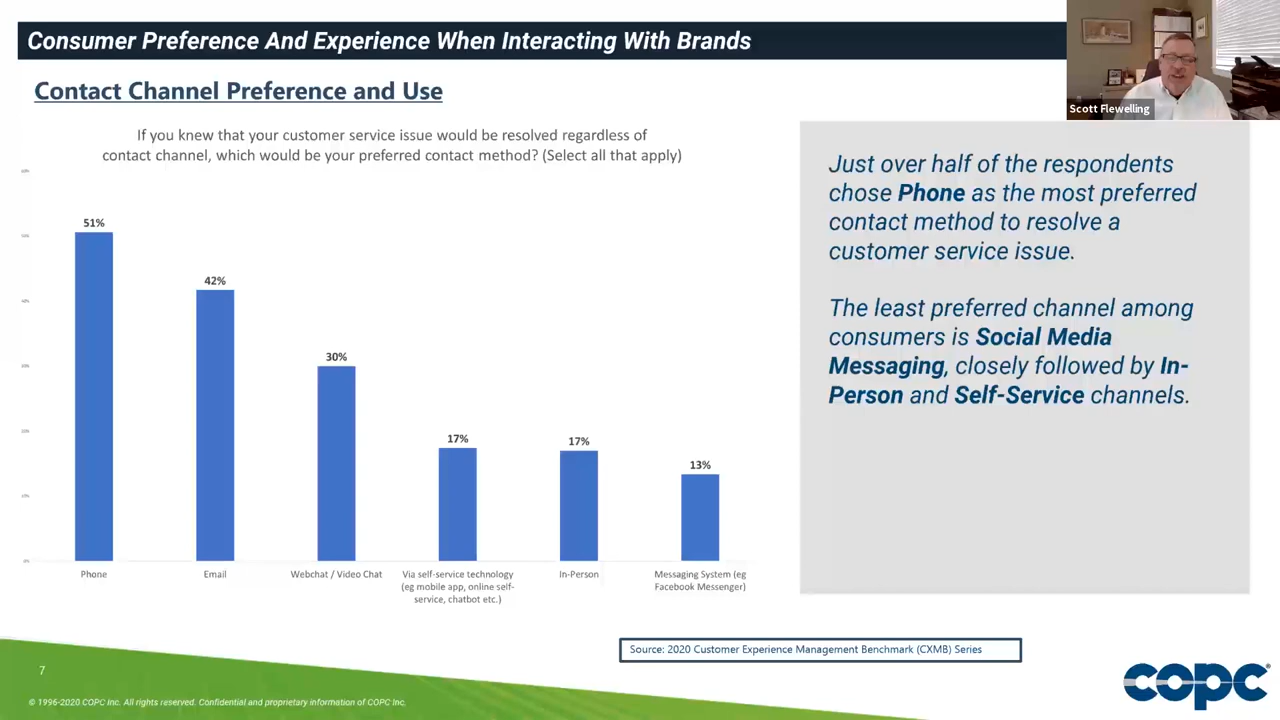 Consumer Preference And Experience When Interacting With Brands
Scott Flewelling
Contact Channel Preference and Use
If you knew that your customer service issue would be resolved regardless of
contact channel, which would be your preferred contact method? (Select all that apply)
51%
42%
30%
17%
17%
13%
Phone
Email
Webchat / Video Chat
Via self-service technology
(eg mobile app, online self-
service, chatbot etc.)
In-Person
Messaging System (eg
Facebook Messenger)
Just over half of the respondents
chose Phone as the most preferred
contact method to resolve a
customer service issue.
The least preferred channel among
consumers is Social Media
Messaging, closely followed by In-
Person and Self-Service channels.
Source: 2020 Customer Experience Management Benchmark (CXMB) Series
7
© 1996-2020 COPC Inc. All rights reserved. Confidential and proprietary information of COPC Inc.
copc®